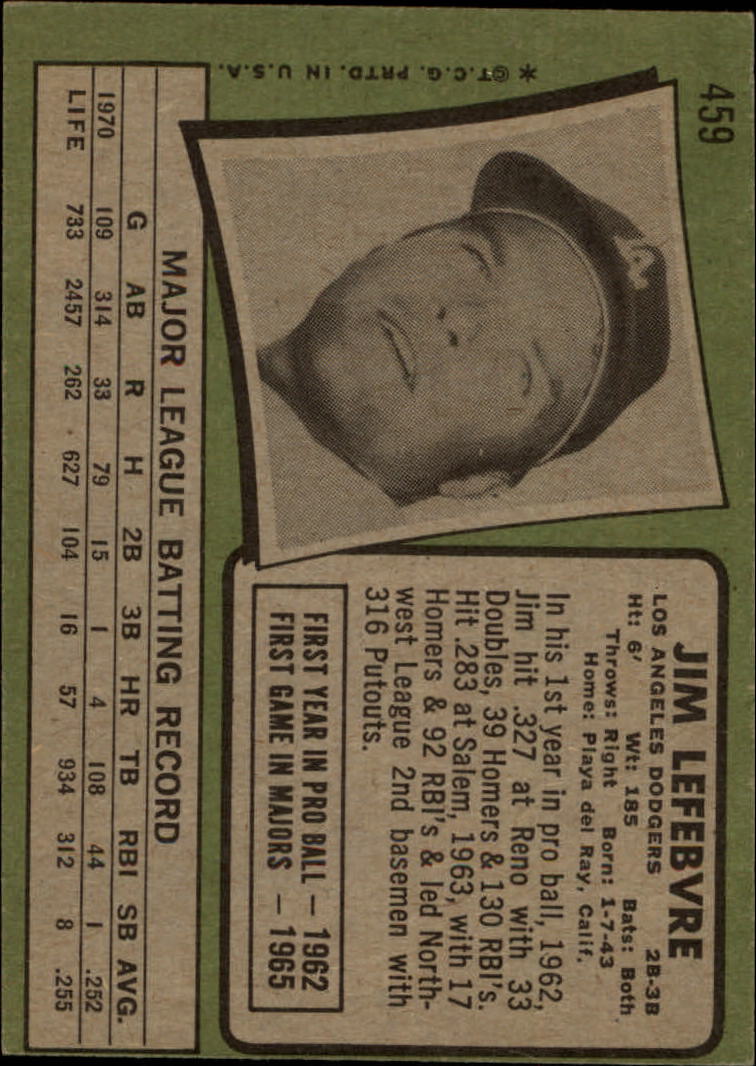 459
JIM LEFEBVRE
LOS ANGELES DODGERS 2B-3B
Ht: 6' Wt: 185 Bats: Both
Throws: Right Born: 1-7-43
Home: Playa del Ray, Calif.
In his 1st year in pro ball, 1962,
Jim hit .327 at Reno with 33
Doubles, 39 Homers & 130 RBI's.
Hit .283 at Salem, 1963, with 17
Homers & 92 RBI's & led North-
west League 2nd basemen with
316 Putouts.
FIRST YEAR IN PRO BALL — 1962
FIRST GAME IN MAJORS — 1965
LA
MAJOR LEAGUE BATTING RECORD
G AB R H 2B 3B HR TB RBI SB AVG.
1970 109 314 33 79 15 1 4 108 44 1 .252
LIFE 733 2457 262 627 104 16 57 934 312 8 .255
*©T.C.G. PRTD. IN U.S.A.